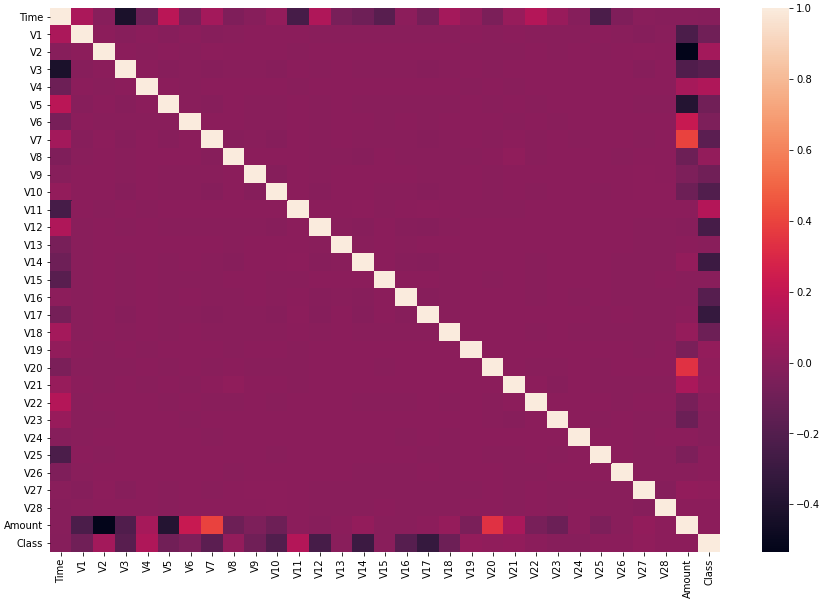 Time
V1
V2
V3
V4
V5
V6
V7
V8
V9
V10
V11
V12
V13
V14
V15
V16
V17
V18
V19
V20
V21
V22
V23
V24
V25
V26
V27
V28
Amount
Class
Time
V1
V2
V3
V4
V5
V6
V7
V8
V9
V10
V11
V12
V13
V14
V15
V16
V17
V18
V19
V20
V21
V22
V23
V24
V25
V26
V27
V28
Amount
Class
1.0
0.8
0.6
0.4
0.2
0.0
−0.2
−0.4